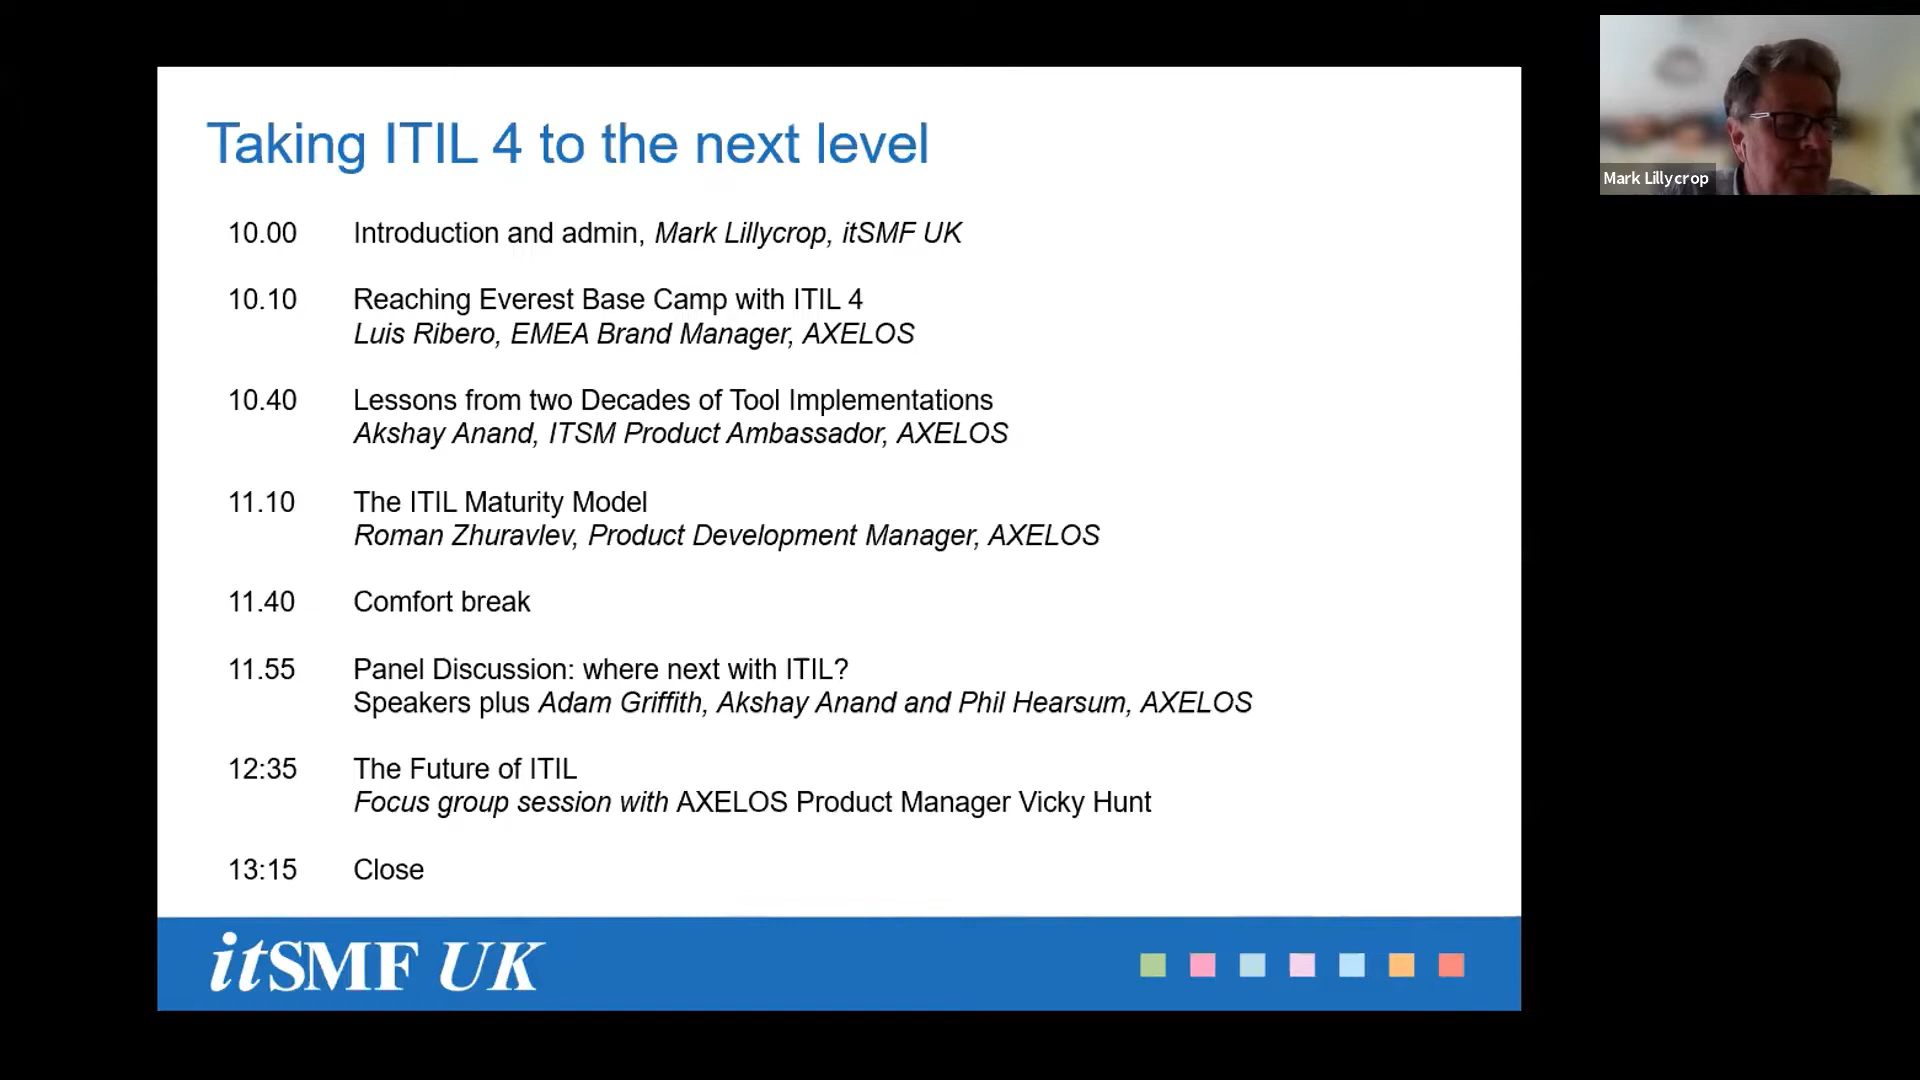 Taking ITIL 4 to the next level
10.00 Introduction and admin, Mark Lillycrop, itSMF UK
10.10 Reaching Everest Base Camp with ITIL 4
Luis Ribero, EMEA Brand Manager, AXELOS
10.40 Lessons from two Decades of Tool Implementations
Akshay Anand, ITSM Product Ambassador, AXELOS
11.10 The ITIL Maturity Model
Roman Zhuravlev, Product Development Manager, AXELOS
11.40 Comfort break
11.55 Panel Discussion: where next with ITIL?
Speakers plus Adam Griffith, Akshay Anand and Phil Hearsum, AXELOS
12:35 The Future of ITIL
Focus group session with AXELOS Product Manager Vicky Hunt
13:15 Close
itSMF UK
Mark Lillycrop